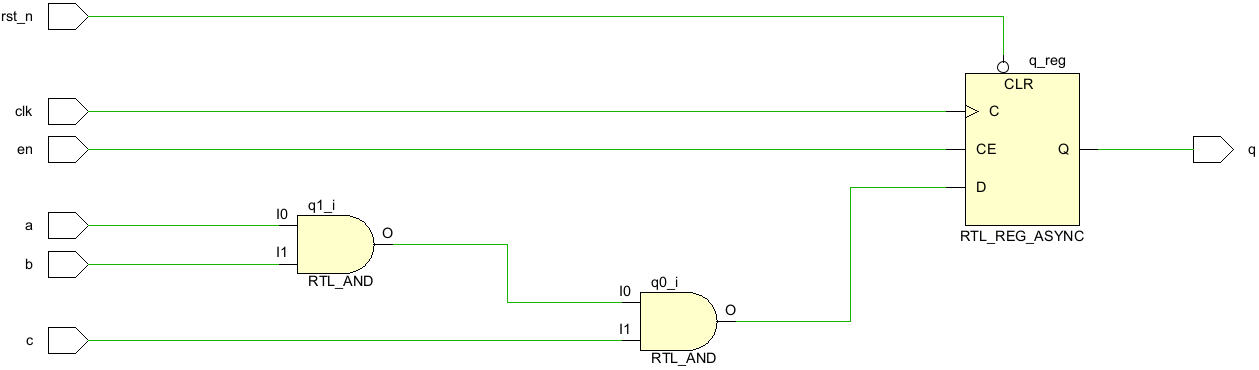 rst_n
q_reg
CLR
clk
C
en
CE
Q
q
D
q1_i
a
I0
O
b
I1
RTL_AND
RTL_REG_ASYNC
q0_i
I0
O
c
I1
RTL_AND